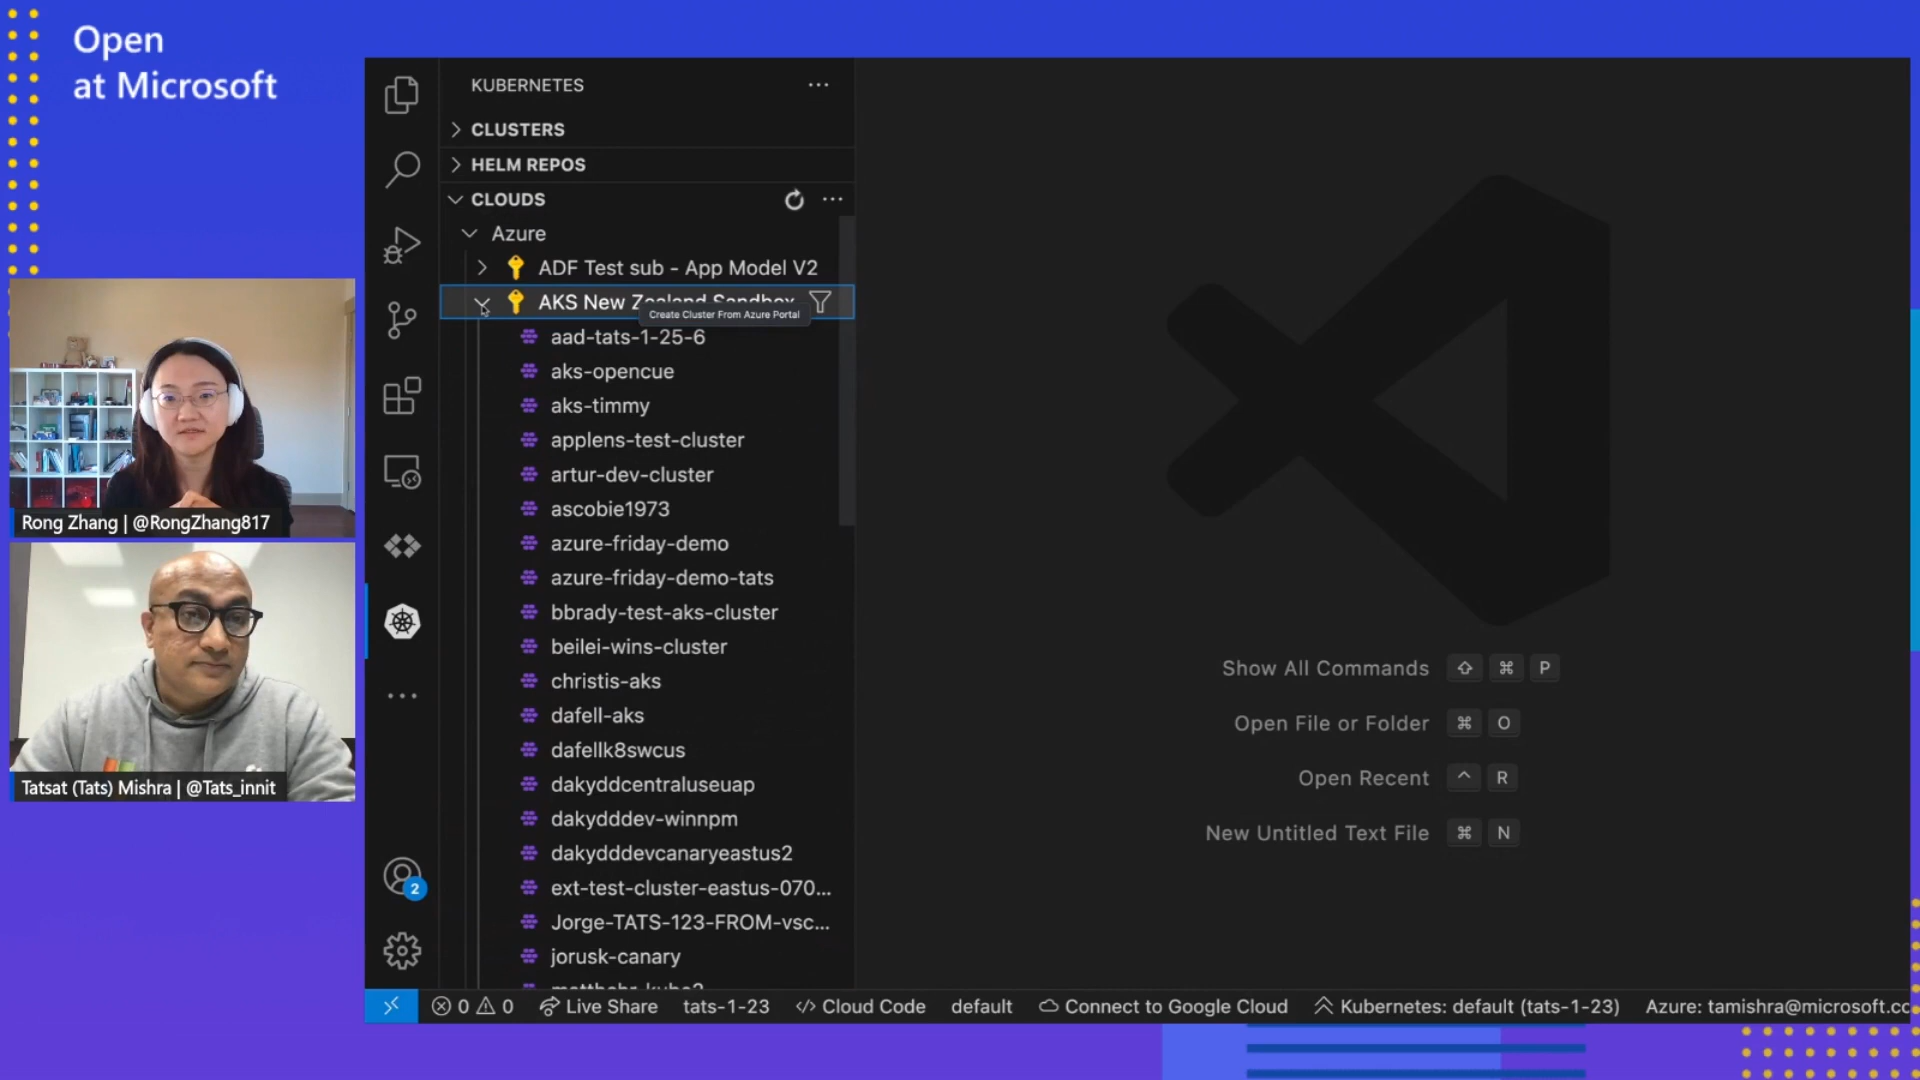 Open
at Microsoft
KUBERNETES
CLUSTERS
HELM REPOS
CLOUDS
Azure
ADF Test sub - App Model V2
AKS New Zealand Sandbox
Create Cluster From Azure Portal
aad-tats-1-25-6
aks-opencue
aks-timmy
applens-test-cluster
artur-dev-cluster
ascobie1973
azure-friday-demo
azure-friday-demo-tats
bbrady-test-aks-cluster
beilei-wins-cluster
christis-aks
dafell-aks
dafellk8swcus
dakyddcentraluseuap
dakydddev-winnpm
dakydddevcanaryeastus2
ext-test-cluster-eastus-070...
Jorge-TATS-123-FROM-vsc...
jorusk-canary
Rong Zhang | @RongZhang817
Tatsat (Tats) Mishra | @Tats_innit
2
Show All Commands ⇧ ⌘ P
Open File or Folder ⌘ O
Open Recent ^ R
New Untitled Text File ⌘ N
0 0 Live Share tats-1-23 </> Cloud Code default Connect to Google Cloud Kubernetes: default (tats-1-23) Azure: tamishra@microsoft.cc